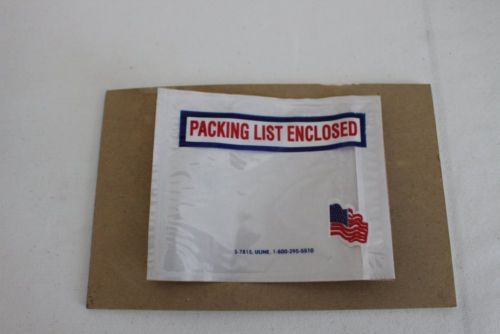 PACKING LIST ENCLOSED
S-7815, ULINE, 1-800-295-5510